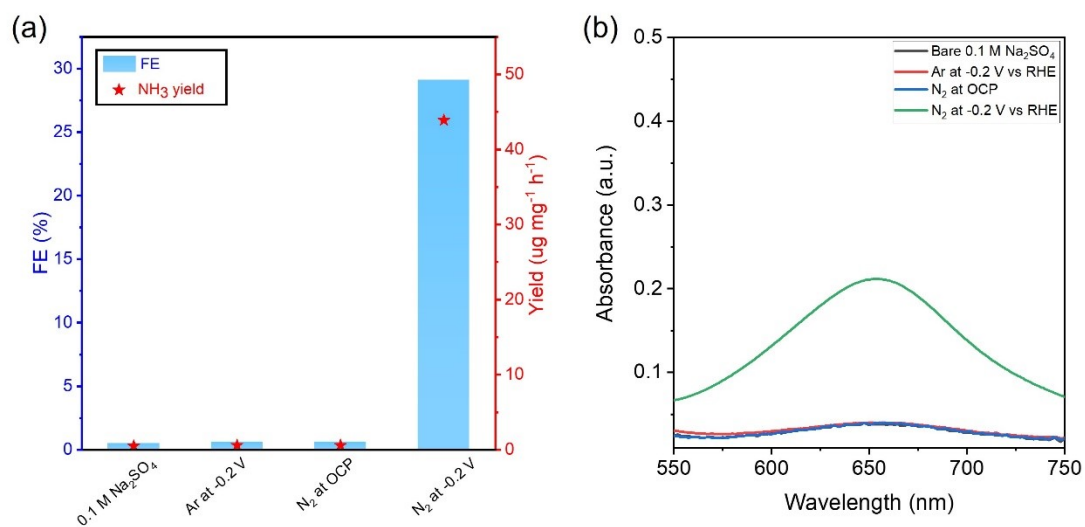 (a)
FE (%)
30
25
20
15
10
5
0
FE
NH₃ yield
50
40
30
20
10
0
Yield (ug mg⁻¹ h⁻¹)
0.1 M Na₂SO₄
Ar at -0.2 V
N₂ at OCP
N₂ at -0.2 V
(b)
Absorbance (a.u.)
0.5
0.4
0.3
0.2
0.1
Bare 0.1 M Na₂SO₄
Ar at -0.2 V vs RHE
N₂ at OCP
N₂ at -0.2 V vs RHE
550
600
650
700
750
Wavelength (nm)